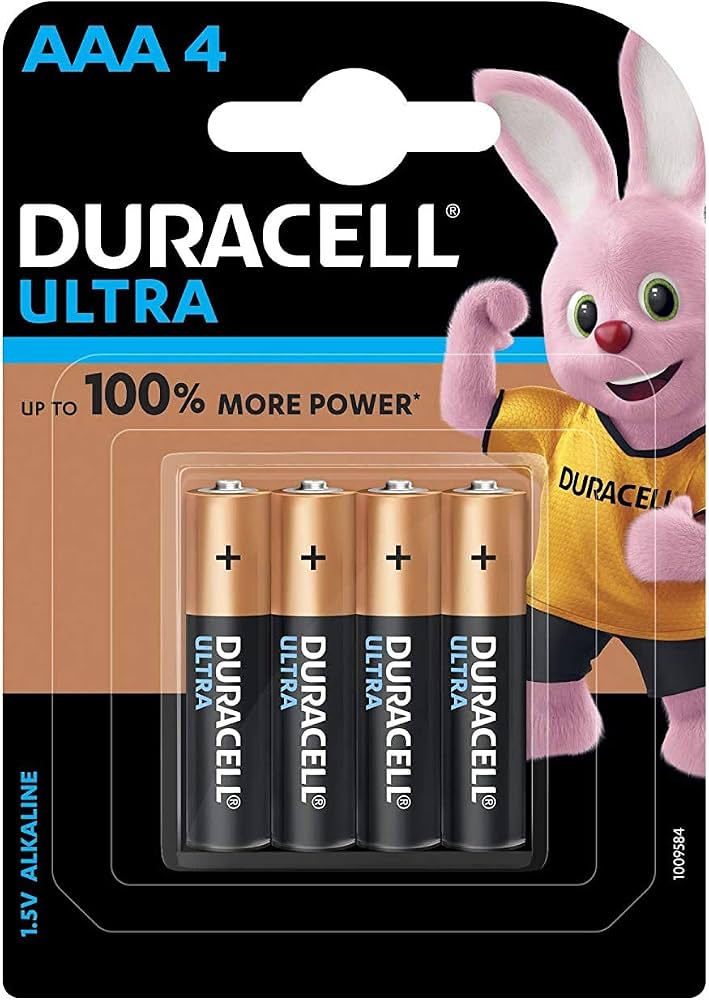 AAA 4
DURACELL®
ULTRA
UP TO 100% MORE POWER*
DURACELL
+ + + +
DURACELL®
ULTRA
DURACELL®
ULTRA
DURACELL®
ULTRA
DURACELL®
ULTRA
1.5V ALKALINE
1009584